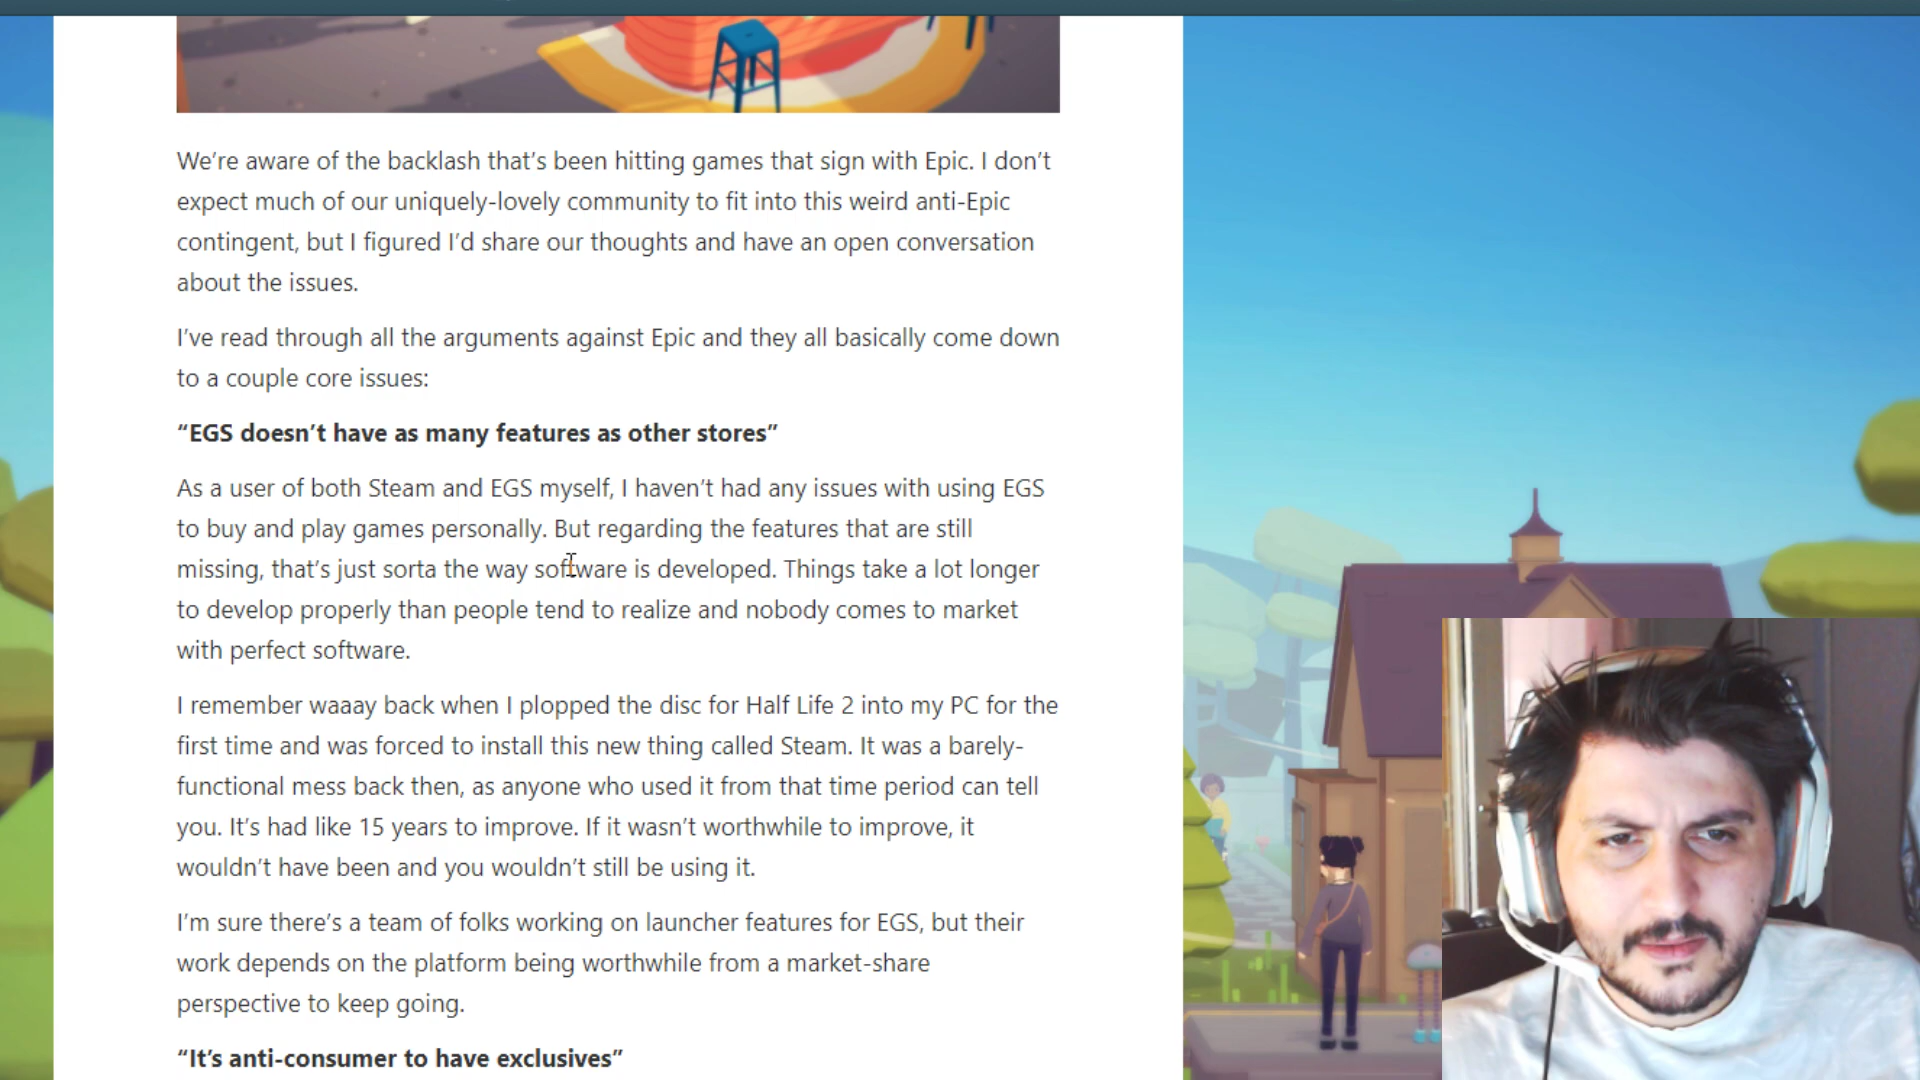 We’re aware of the backlash that’s been hitting games that sign with Epic. I don’t
expect much of our uniquely-lovely community to fit into this weird anti-Epic
contingent, but I figured I’d share our thoughts and have an open conversation
about the issues.
I’ve read through all the arguments against Epic and they all basically come down
to a couple core issues:
“EGS doesn’t have as many features as other stores”
As a user of both Steam and EGS myself, I haven’t had any issues with using EGS
to buy and play games personally. But regarding the features that are still
missing, that’s just sorta the way software is developed. Things take a lot longer
to develop properly than people tend to realize and nobody comes to market
with perfect software.
I remember waaay back when I plopped the disc for Half Life 2 into my PC for the
first time and was forced to install this new thing called Steam. It was a barely-
functional mess back then, as anyone who used it from that time period can tell
you. It’s had like 15 years to improve. If it wasn’t worthwhile to improve, it
wouldn’t have been and you wouldn’t still be using it.
I’m sure there’s a team of folks working on launcher features for EGS, but their
work depends on the platform being worthwhile from a market-share
perspective to keep going.
“It’s anti-consumer to have exclusives”